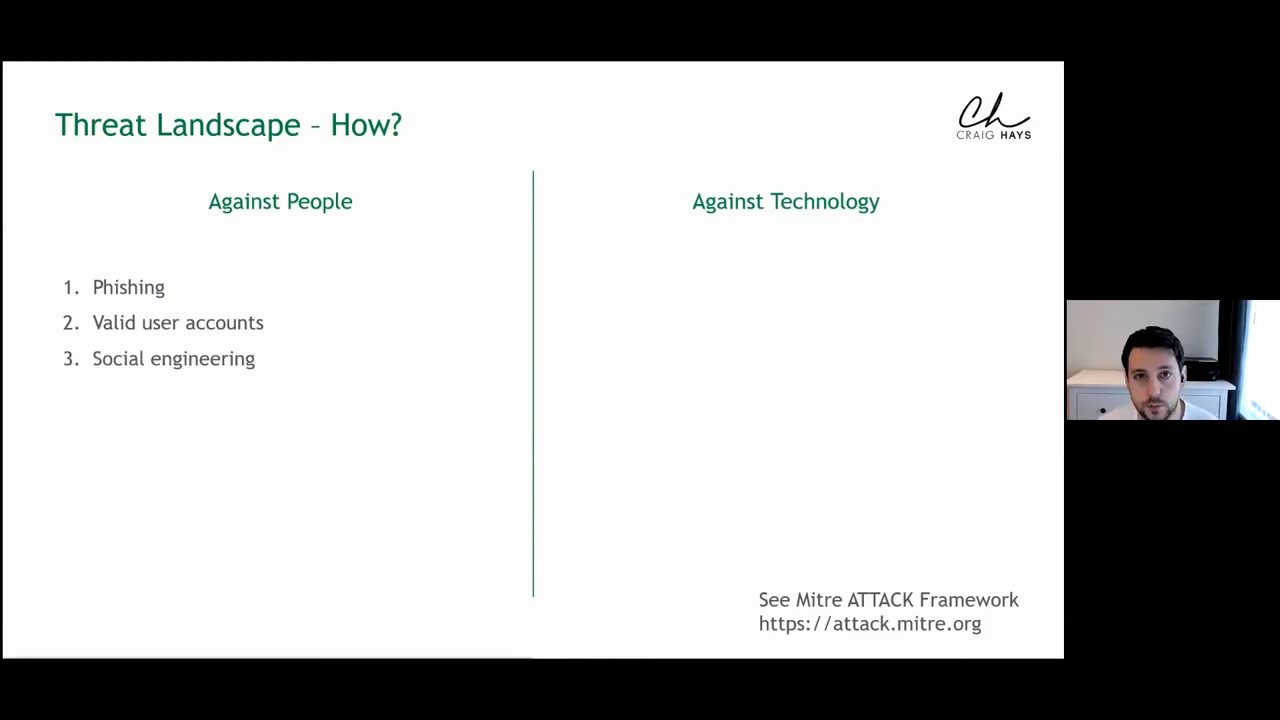 Threat Landscape – How?
Ch
CRAIG HAYS
Against People
Against Technology
1. Phishing
2. Valid user accounts
3. Social engineering
See Mitre ATTACK Framework
https://attack.mitre.org